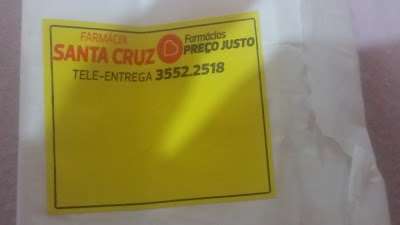 FARMÁCIA
SANTA CRUZ
Farmácias
PREÇO JUSTO
TELE-ENTREGA 3552.2518